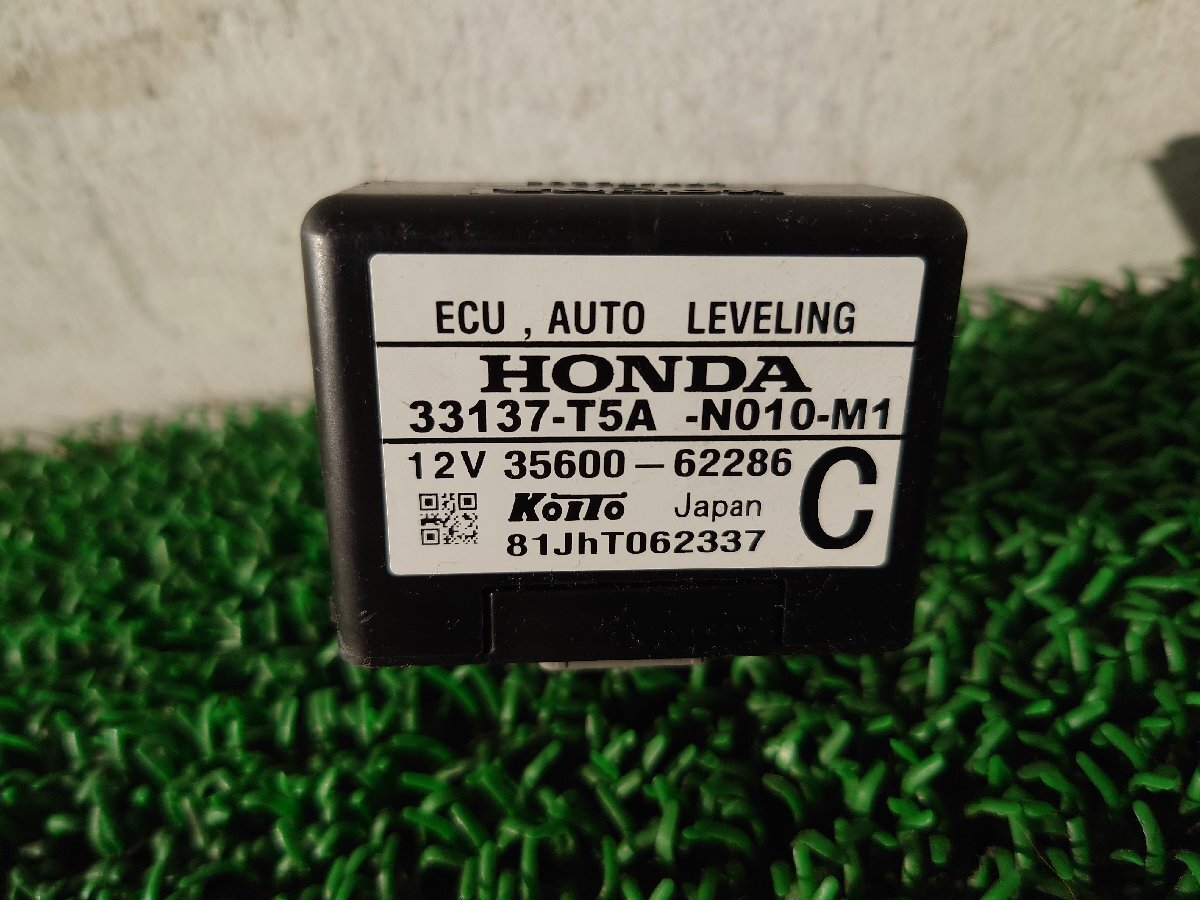 ECU , AUTO LEVELING
HONDA
33137-T5A -N010-M1
12V 35600-62286 C
KOITO Japan
81JhT062337